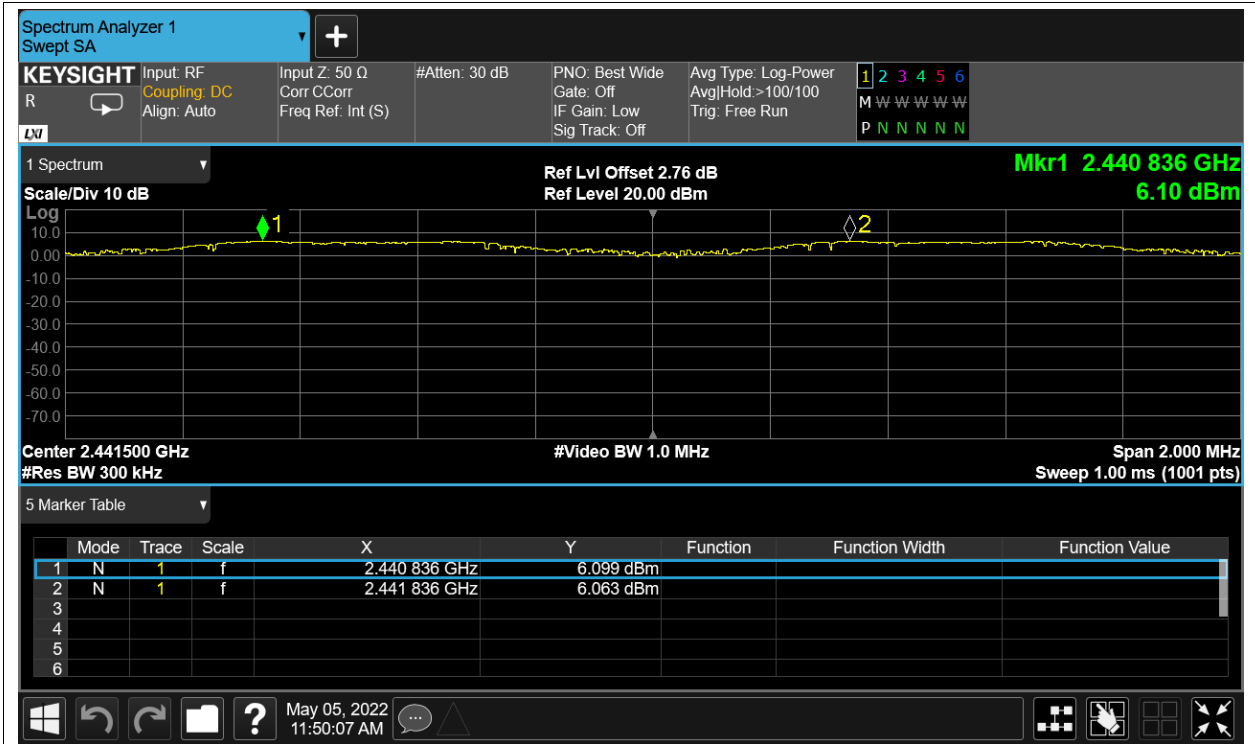 Spectrum Analyzer 1
Swept SA
KEYSIGHT
R
LXI
Input: RF
Coupling: DC
Align: Auto
Input Z: 50 Ω
Corr CCorr
Freq Ref: Int (S)
#Atten: 30 dB
PNO: Best Wide
Gate: Off
IF Gain: Low
Sig Track: Off
Avg Type: Log-Power
Avg|Hold:>100/100
Trig: Free Run
1 2 3 4 5 6
M W W W W W
P N N N N N
1 Spectrum
Scale/Div 10 dB
Ref Lvl Offset 2.76 dB
Ref Level 20.00 dBm
Mkr1 2.440 836 GHz
6.10 dBm
Log
10.0
0.00
-10.0
-20.0
-30.0
-40.0
-50.0
-60.0
-70.0
1
2
Center 2.441500 GHz
#Res BW 300 kHz
#Video BW 1.0 MHz
Span 2.000 MHz
Sweep 1.00 ms (1001 pts)
5 Marker Table
Mode Trace Scale X Y Function Function Width Function Value
1 N 1 f 2.440 836 GHz 6.099 dBm
2 N 1 f 2.441 836 GHz 6.063 dBm
3
4
5
6
?
May 05, 2022
11:50:07 AM